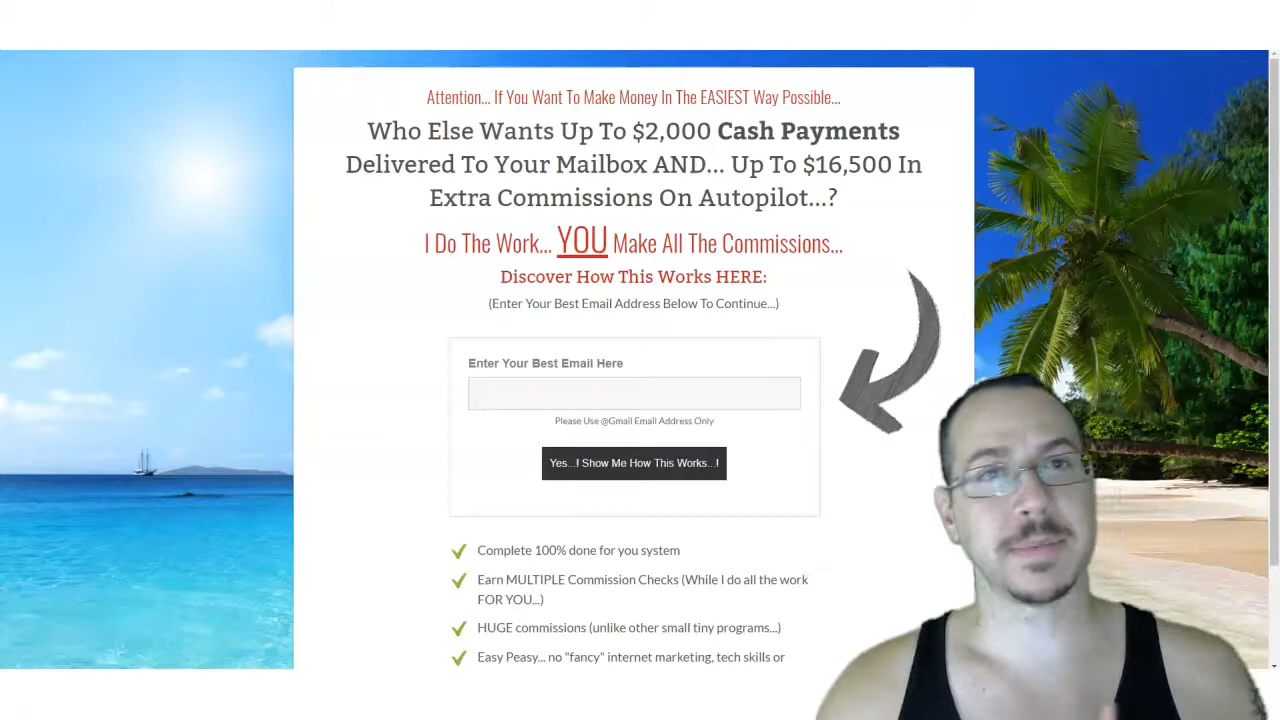 Attention... If You Want To Make Money In The EASIEST Way Possible...
Who Else Wants Up To $2,000 Cash Payments
Delivered To Your Mailbox AND... Up To $16,500 In
Extra Commissions On Autopilot...?
I Do The Work... YOU Make All The Commissions...
Discover How This Works HERE:
(Enter Your Best Email Address Below To Continue...)
Enter Your Best Email Here
Please Use @Gmail Email Address Only
Yes...! Show Me How This Works...!
Complete 100% done for you system
Earn MULTIPLE Commission Checks (While I do all the work
FOR YOU...)
HUGE commissions (unlike other small tiny programs...)
Easy Peasy... no "fancy" internet marketing, tech skills or